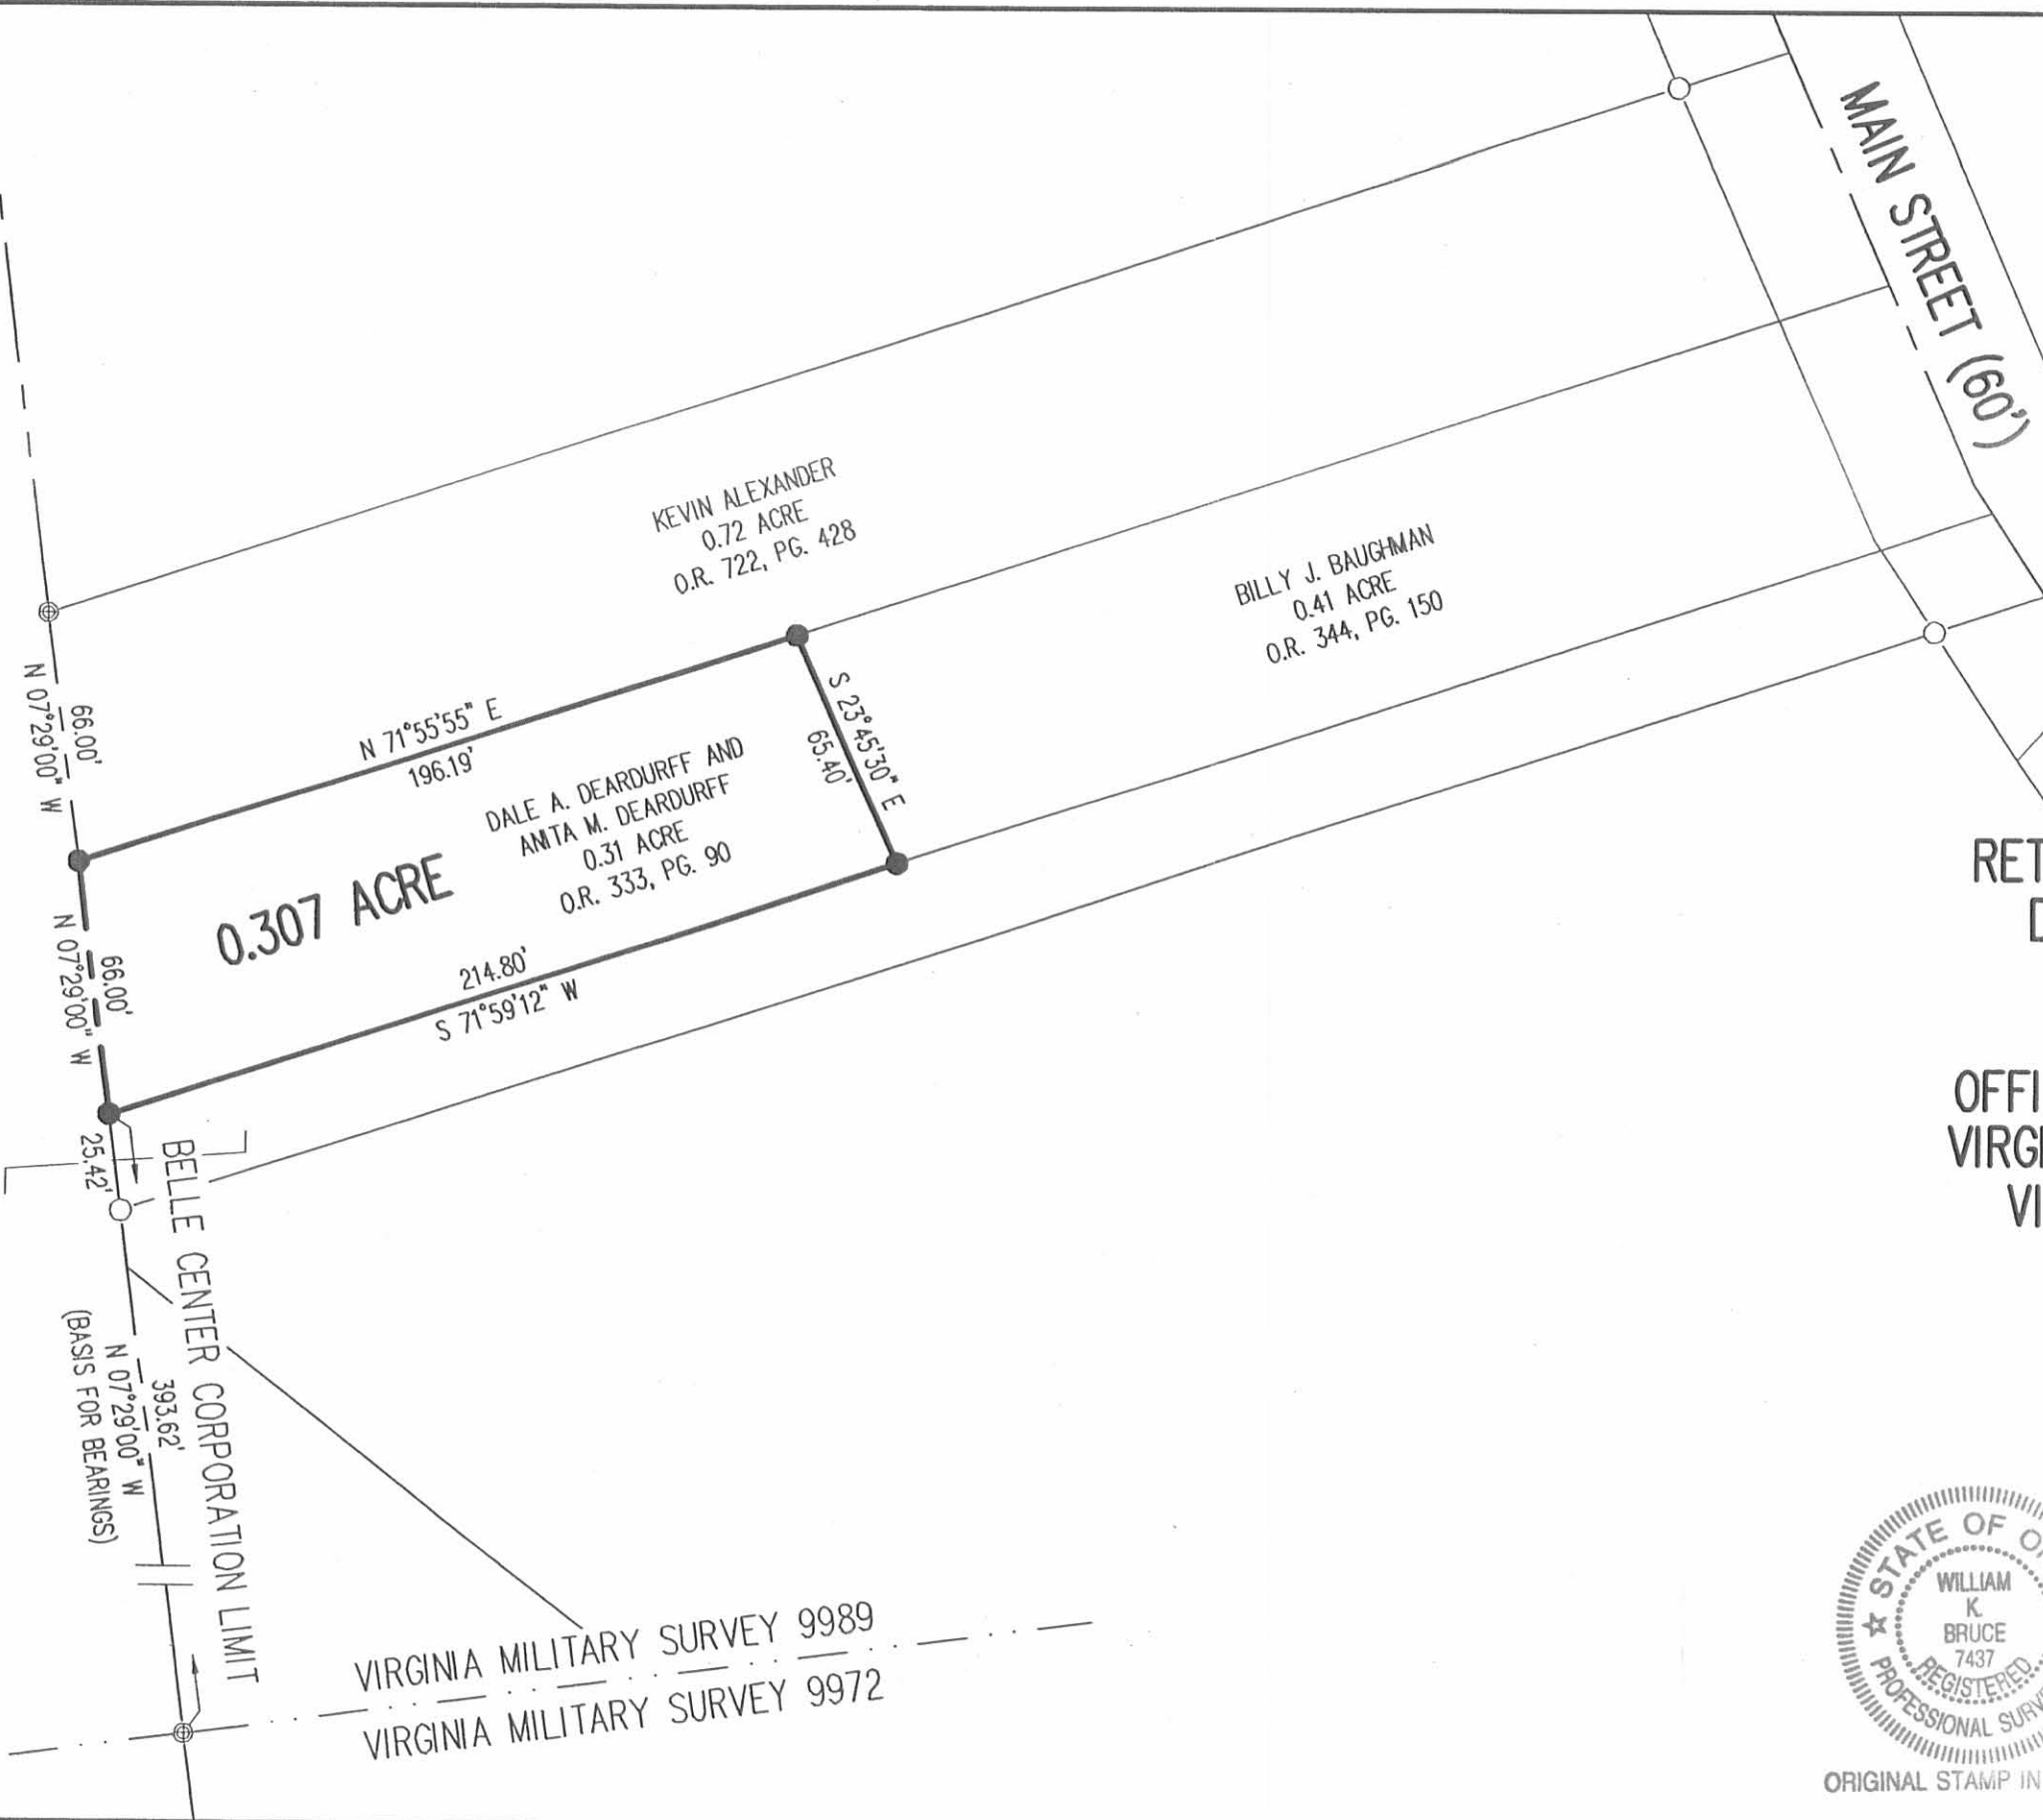 MAIN STREET (60')
KEVIN ALEXANDER
0.72 ACRE
O.R. 722, PG. 428
BILLY J. BAUGHMAN
0.41 ACRE
O.R. 344, PG. 150
66.00'
N 07°29'00" W
N 71°55'55" E
196.19'
S 23°45'30" E
65.40'
DALE A. DEARDURFF AND
ANITA M. DEARDURFF
0.31 ACRE
O.R. 333, PG. 90
0.307 ACRE
66.00'
N 07°29'00" W
214.80'
S 71°59'12" W
25.42'
BELLE CENTER CORPORATION LIMIT
393.62'
N 07°29'00" W
(BASIS FOR BEARINGS)
VIRGINIA MILITARY SURVEY 9989
VIRGINIA MILITARY SURVEY 9972
RET
OFFI
VIRGI
VI
STATE OF O
WILLIAM
K.
BRUCE
7437
REGISTERED
PROFESSIONAL SURVE
ORIGINAL STAMP IN